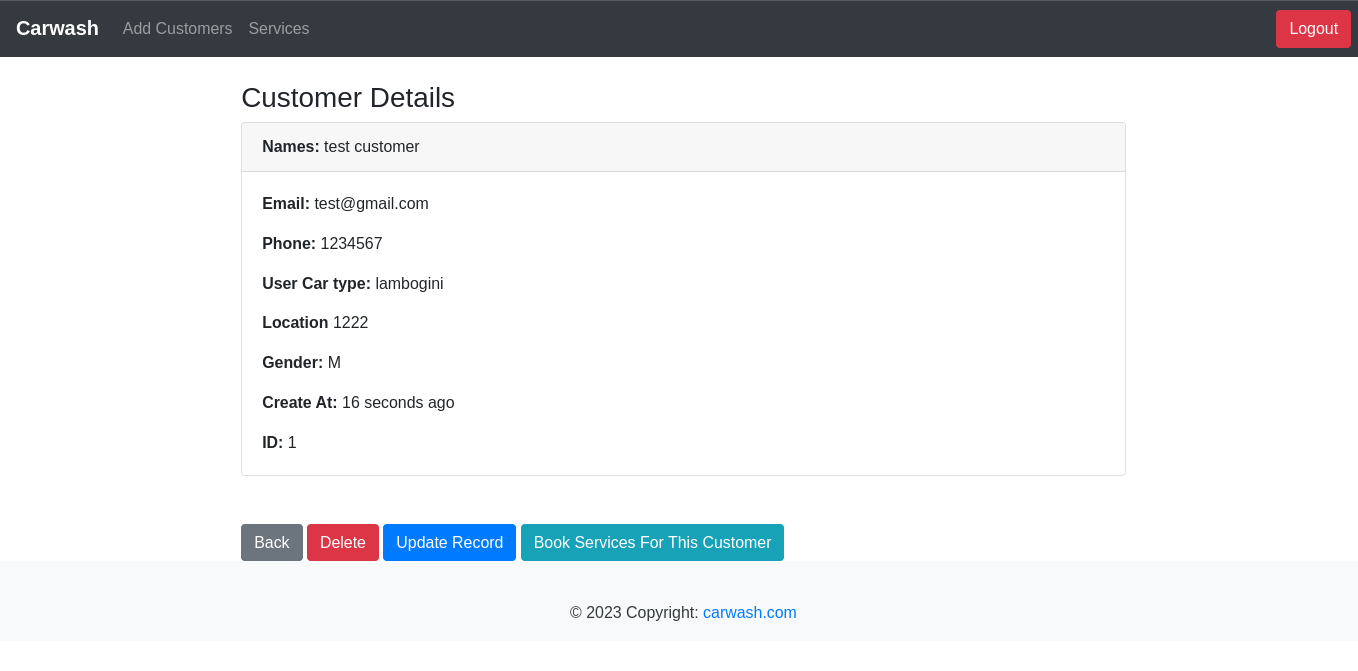 Carwash Add Customers Services Logout
Customer Details
Names: test customer
Email: test@gmail.com
Phone: 1234567
User Car type: lambogini
Location 1222
Gender: M
Create At: 16 seconds ago
ID: 1
Back Delete Update Record Book Services For This Customer
© 2023 Copyright: carwash.com